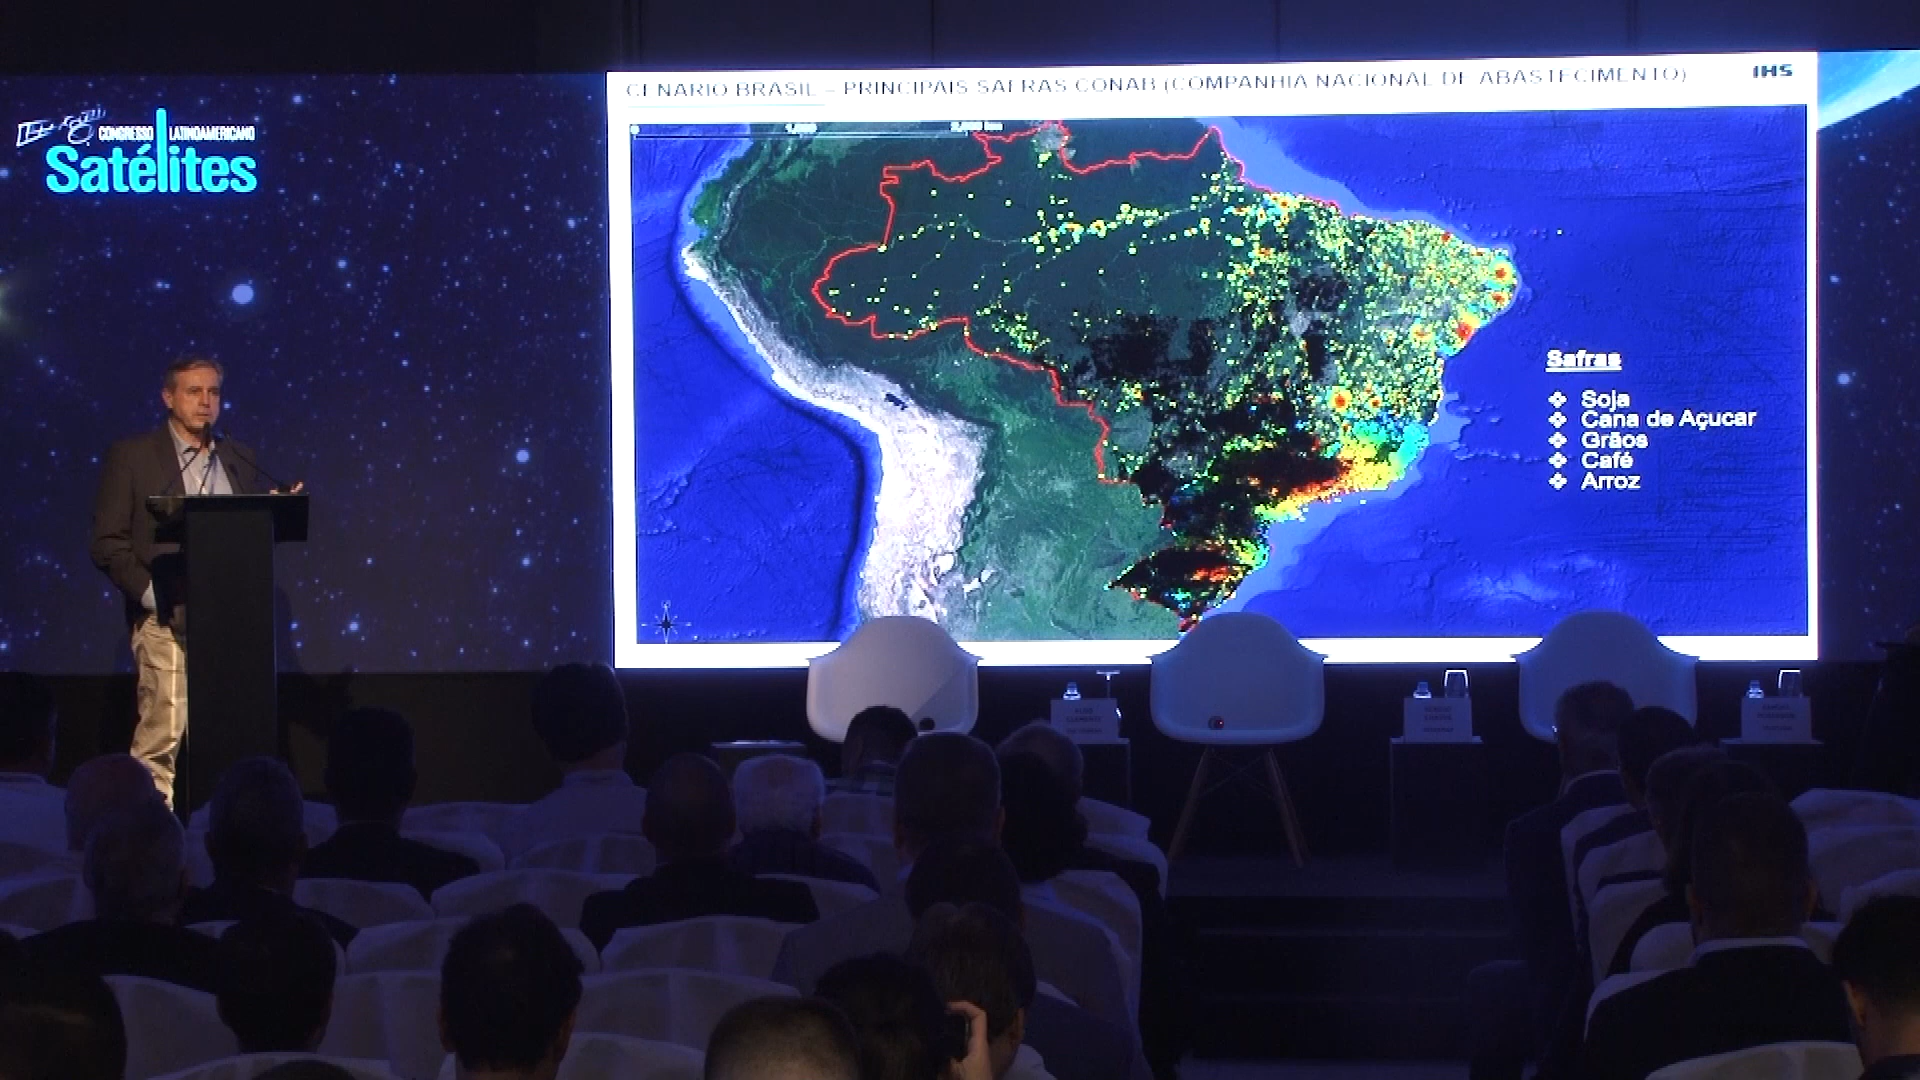 CONGRESSO LATINOAMERICANO
Satélites
CENARIO BRASIL – PRINCIPAIS SAFRAS CONAB (COMPANHIA NACIONAL DE ABASTECIMENTO)
IHS
Safras
❖ Soja
❖ Cana de Açucar
❖ Grãos
❖ Café
❖ Arroz